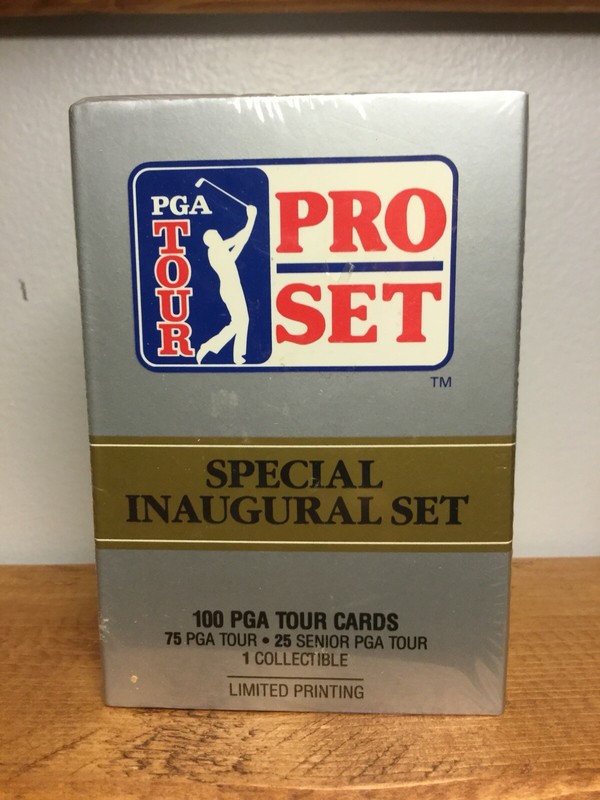 PGA
TOUR
PRO
SET
TM
SPECIAL
INAUGURAL SET
100 PGA TOUR CARDS
75 PGA TOUR • 25 SENIOR PGA TOUR
1 COLLECTIBLE
LIMITED PRINTING